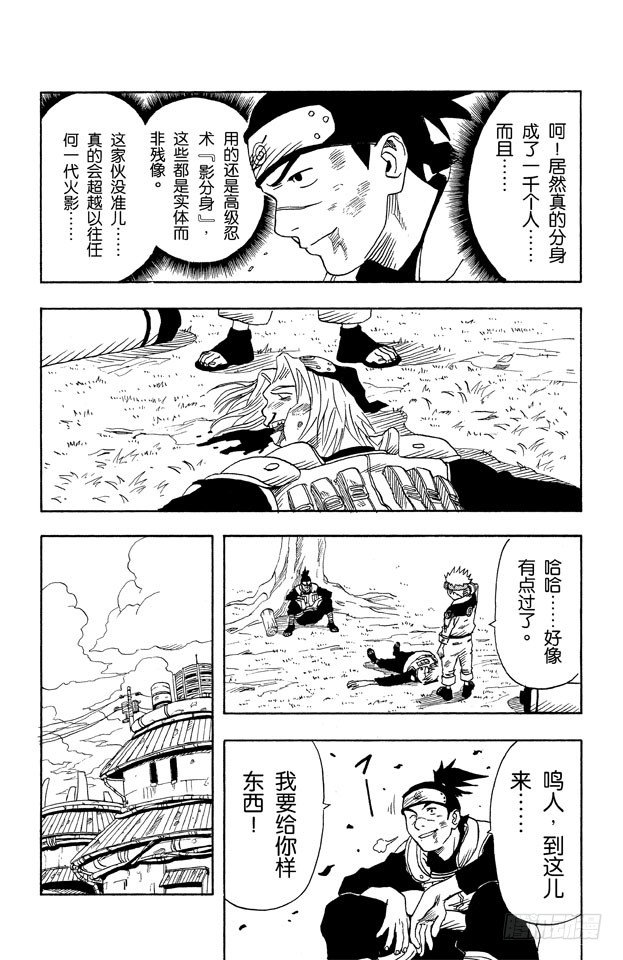 呵！居然真的分身
成了一千个人……
而且……
用的还是高级忍
术『影分身』，
这些都是实体而
非残像。
这家伙没准儿……
真的会超越以往任
何一代火影……
哈哈……好像
有点过了。
鸣人，到这儿
来……
我要给你样
东西！
腾讯动漫